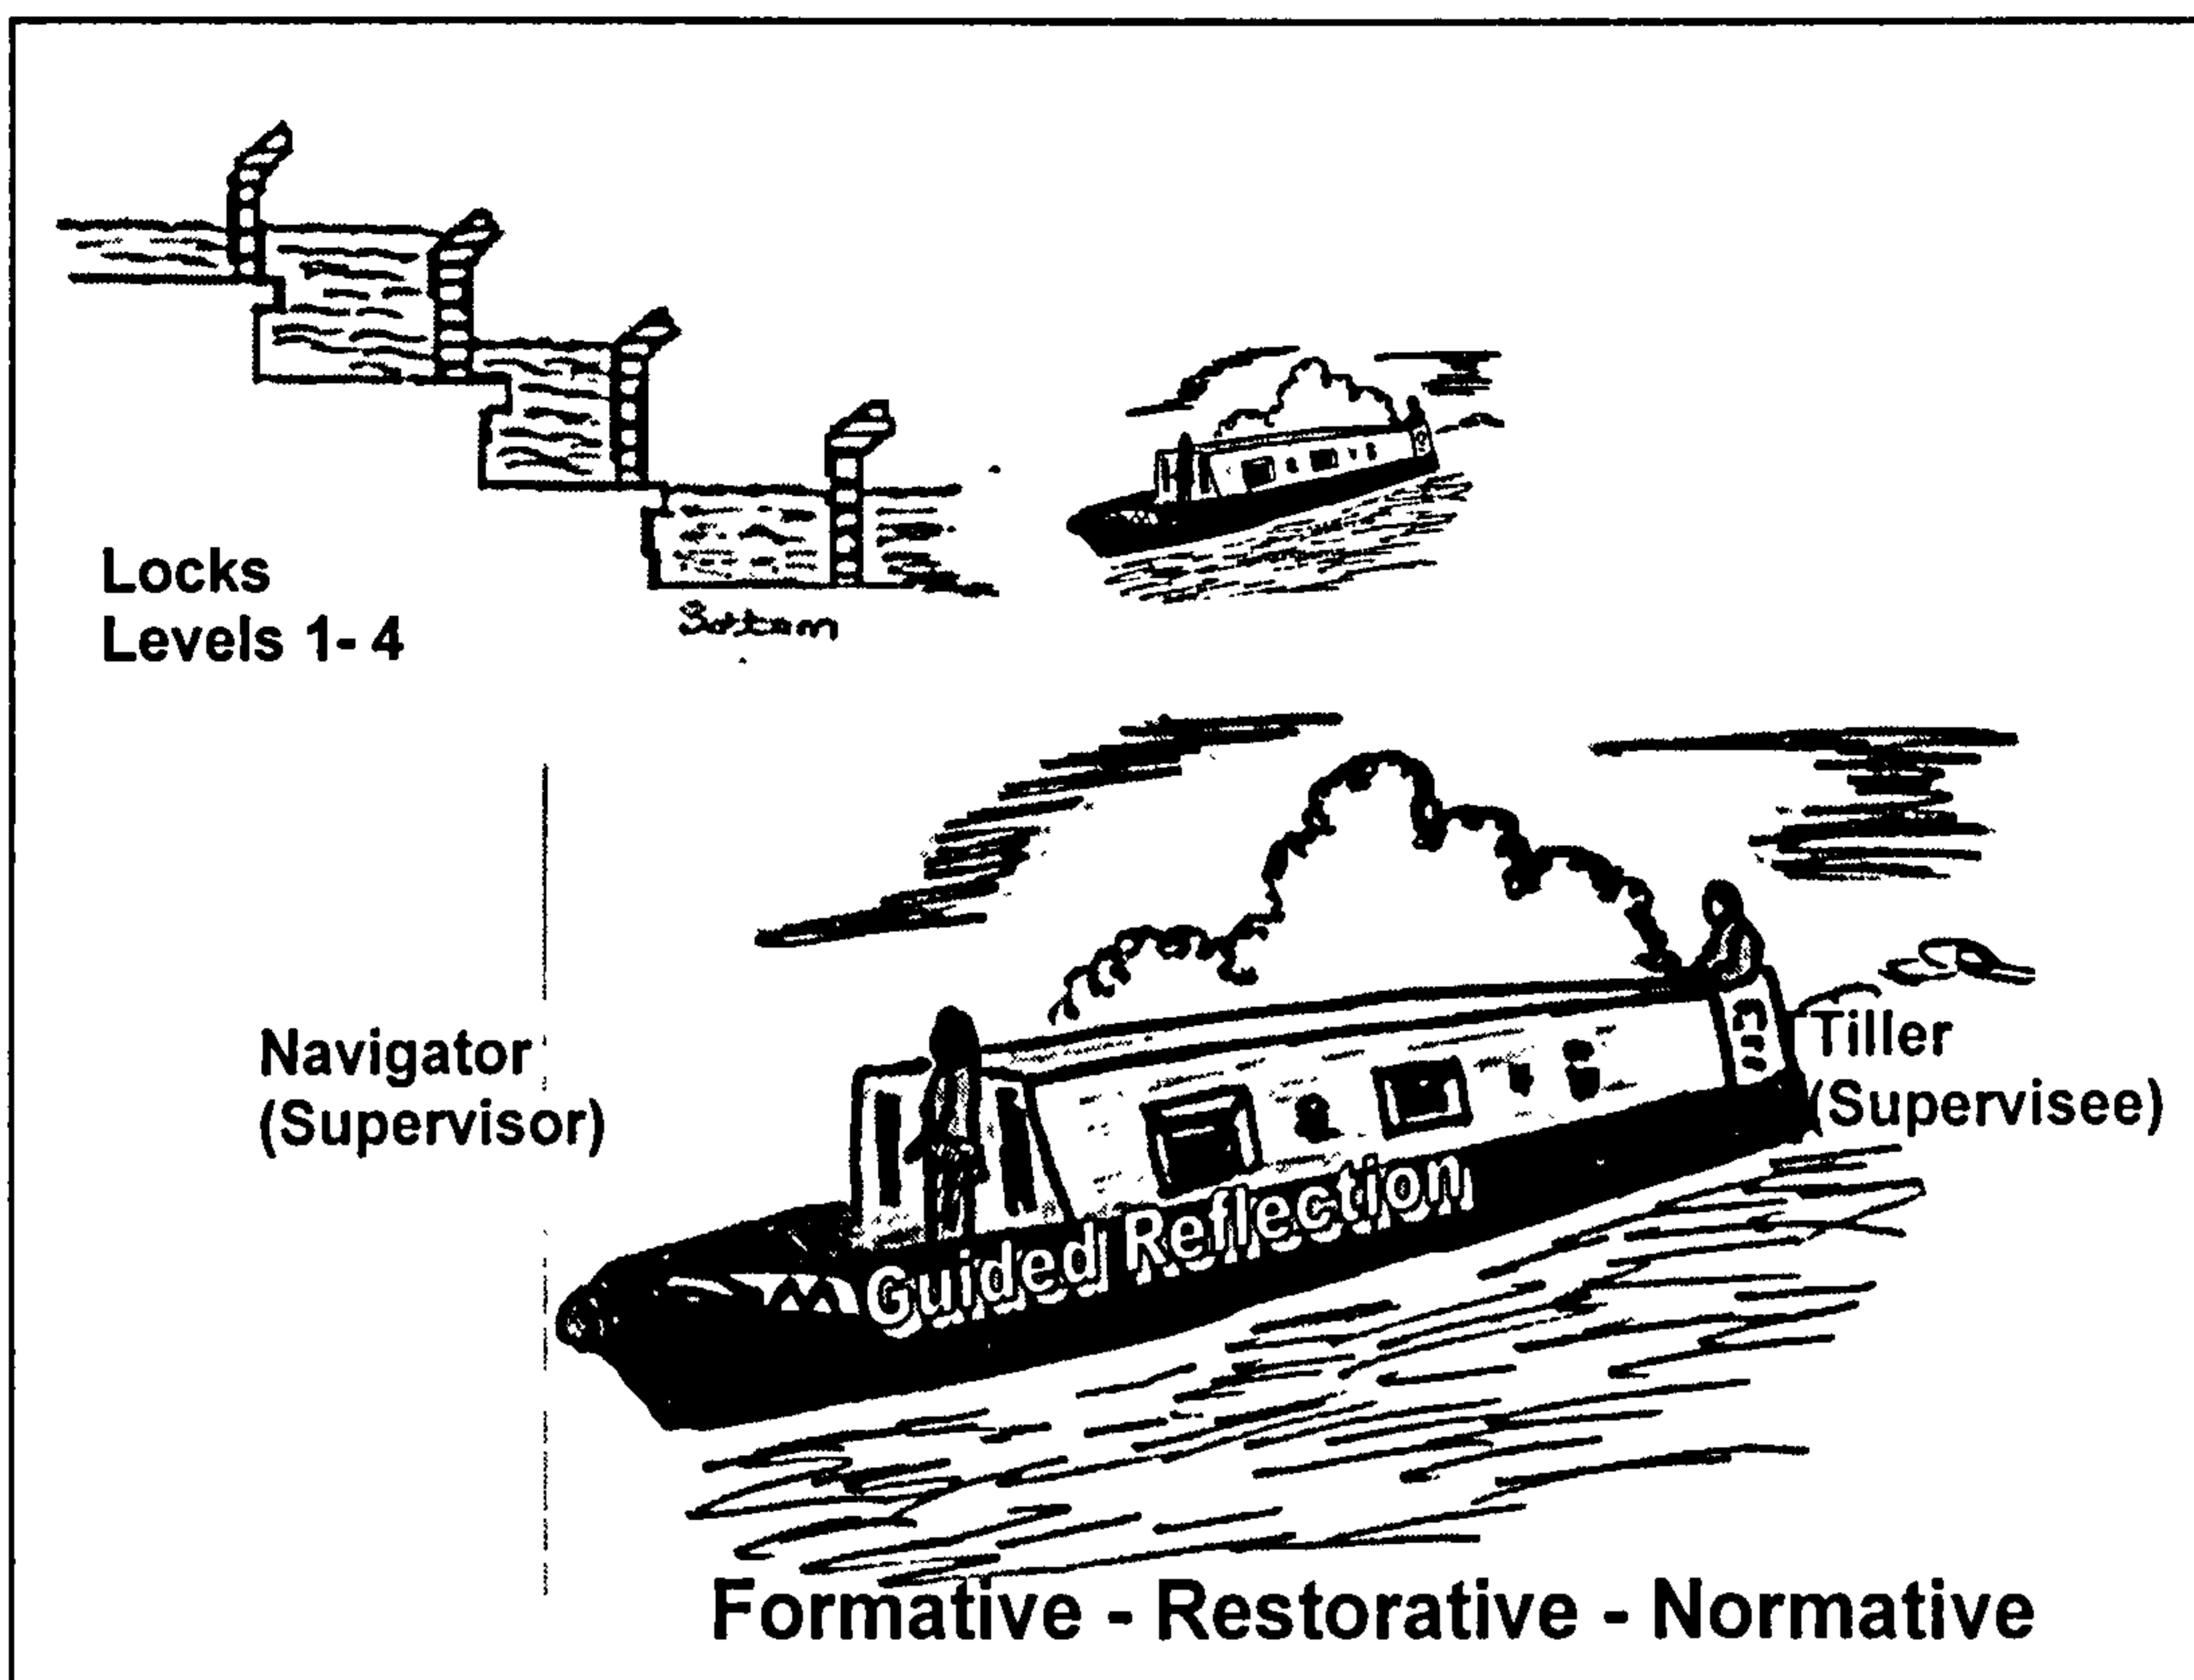 Locks
Levels 1- 4
Bottom
Navigator
(Supervisor)
Tiller
(Supervisee)
Guided Reflection
Formative - Restorative - Normative